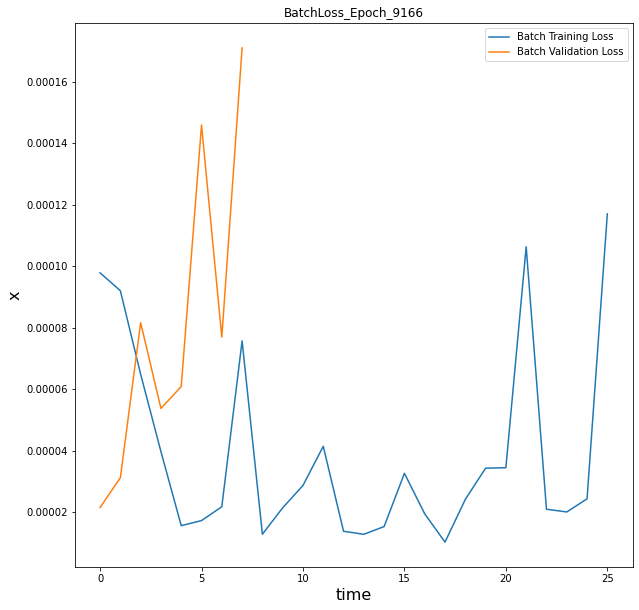 BatchLoss_Epoch_9166
Batch Training Loss
Batch Validation Loss
0.00016
0.00014
0.00012
0.00010
0.00008
0.00006
0.00004
0.00002
x
0 5 10 15 20 25
time